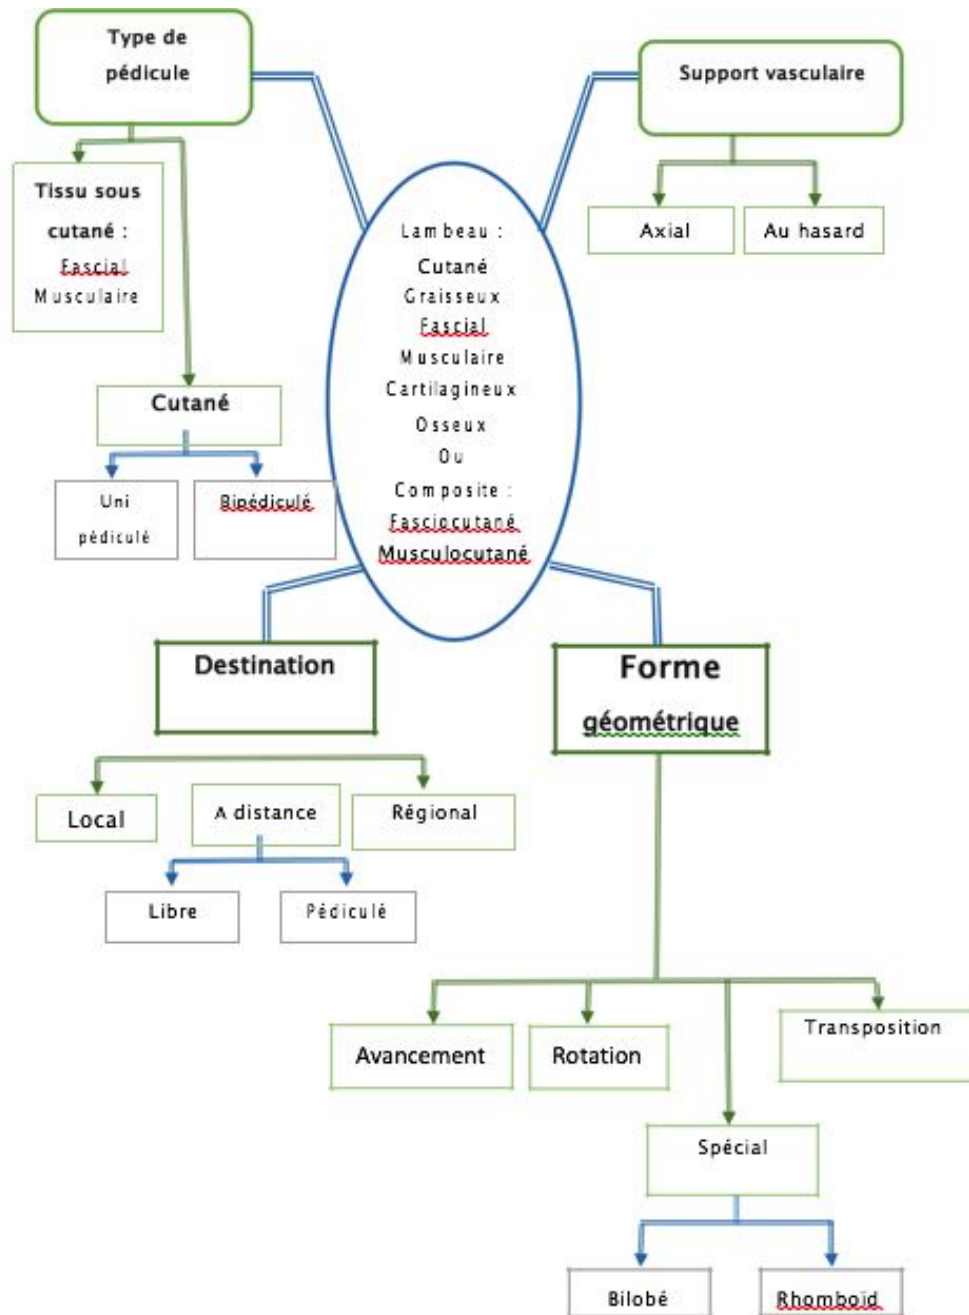 Type de
pédicule
Support vasculaire
Tissu sous
cutané :
Fascial
Musculaire
Axial
Au hasard
Lambeau :
Cutané
Graisseux
Fascial
Musculaire
Cartilagineux
Osseux
Ou
Composite :
Fasciocutané
Musculocutané
Cutané
Uni
pédiculé
Bipédiculé
Destination
Forme
géométrique
Local
A distance
Régional
Libre
Pédiculé
Avancement
Rotation
Transposition
Spécial
Bilobé
Rhomboïd